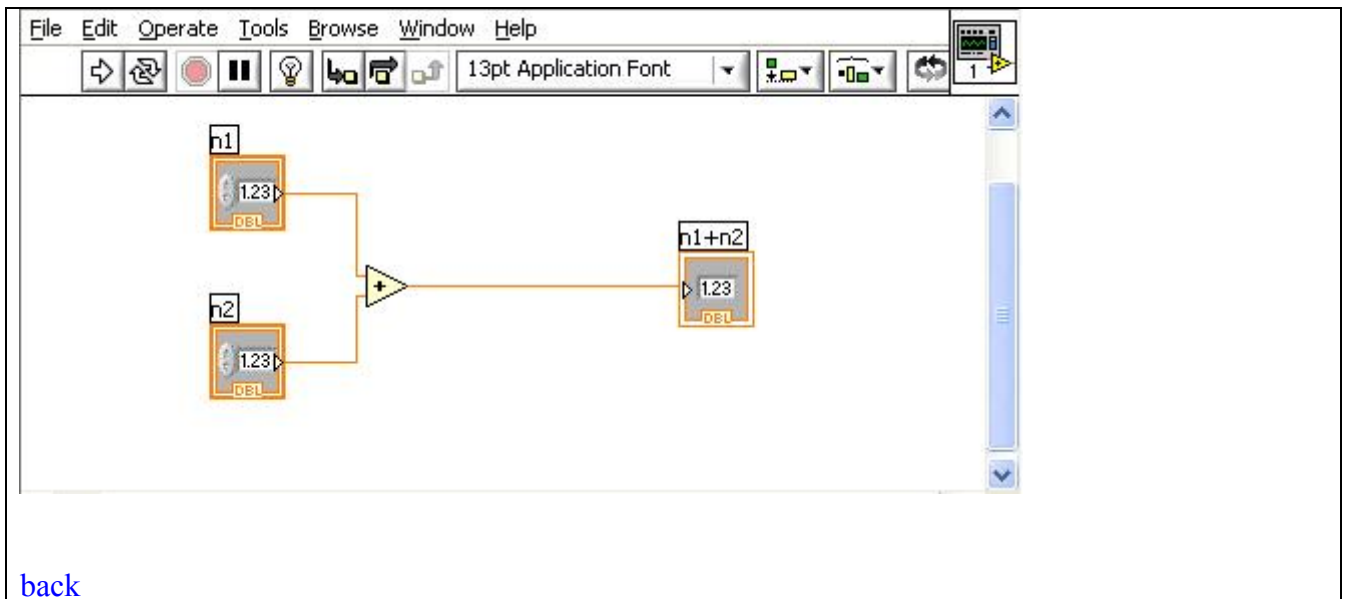 File Edit Operate Tools Browse Window Help
13pt Application Font
1
n1
1.23
DBL
n1+n2
1.23
DBL
n2
1.23
DBL
back